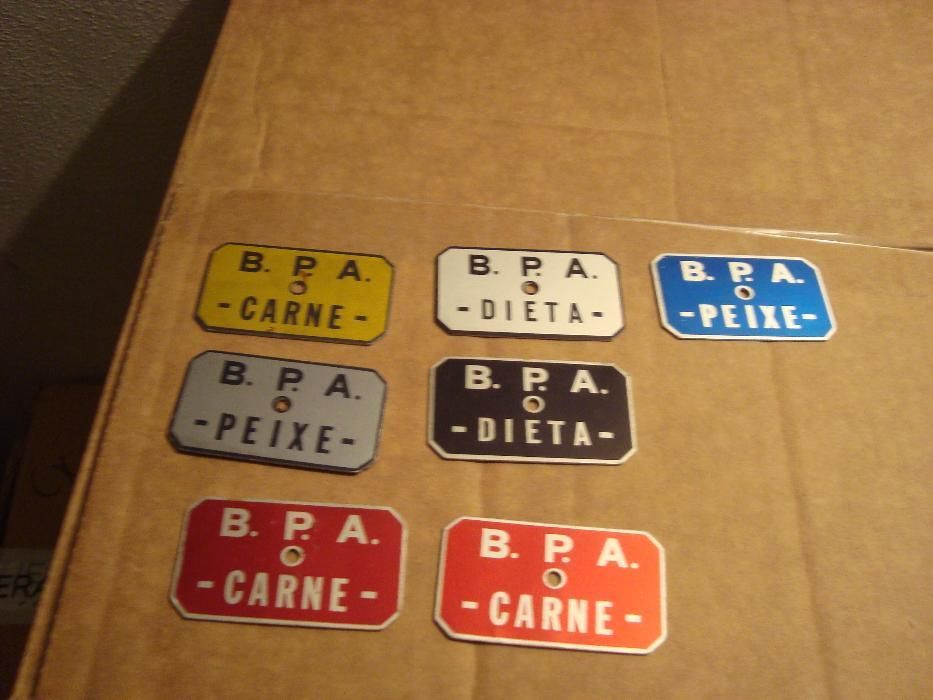 B. P. A.
-CARNE-
B. P. A.
-DIETA-
B. P. A.
-PEIXE-
B. P. A.
-PEIXE-
B. P. A.
-DIETA-
B. P. A.
-CARNE-
B. P. A.
-CARNE-